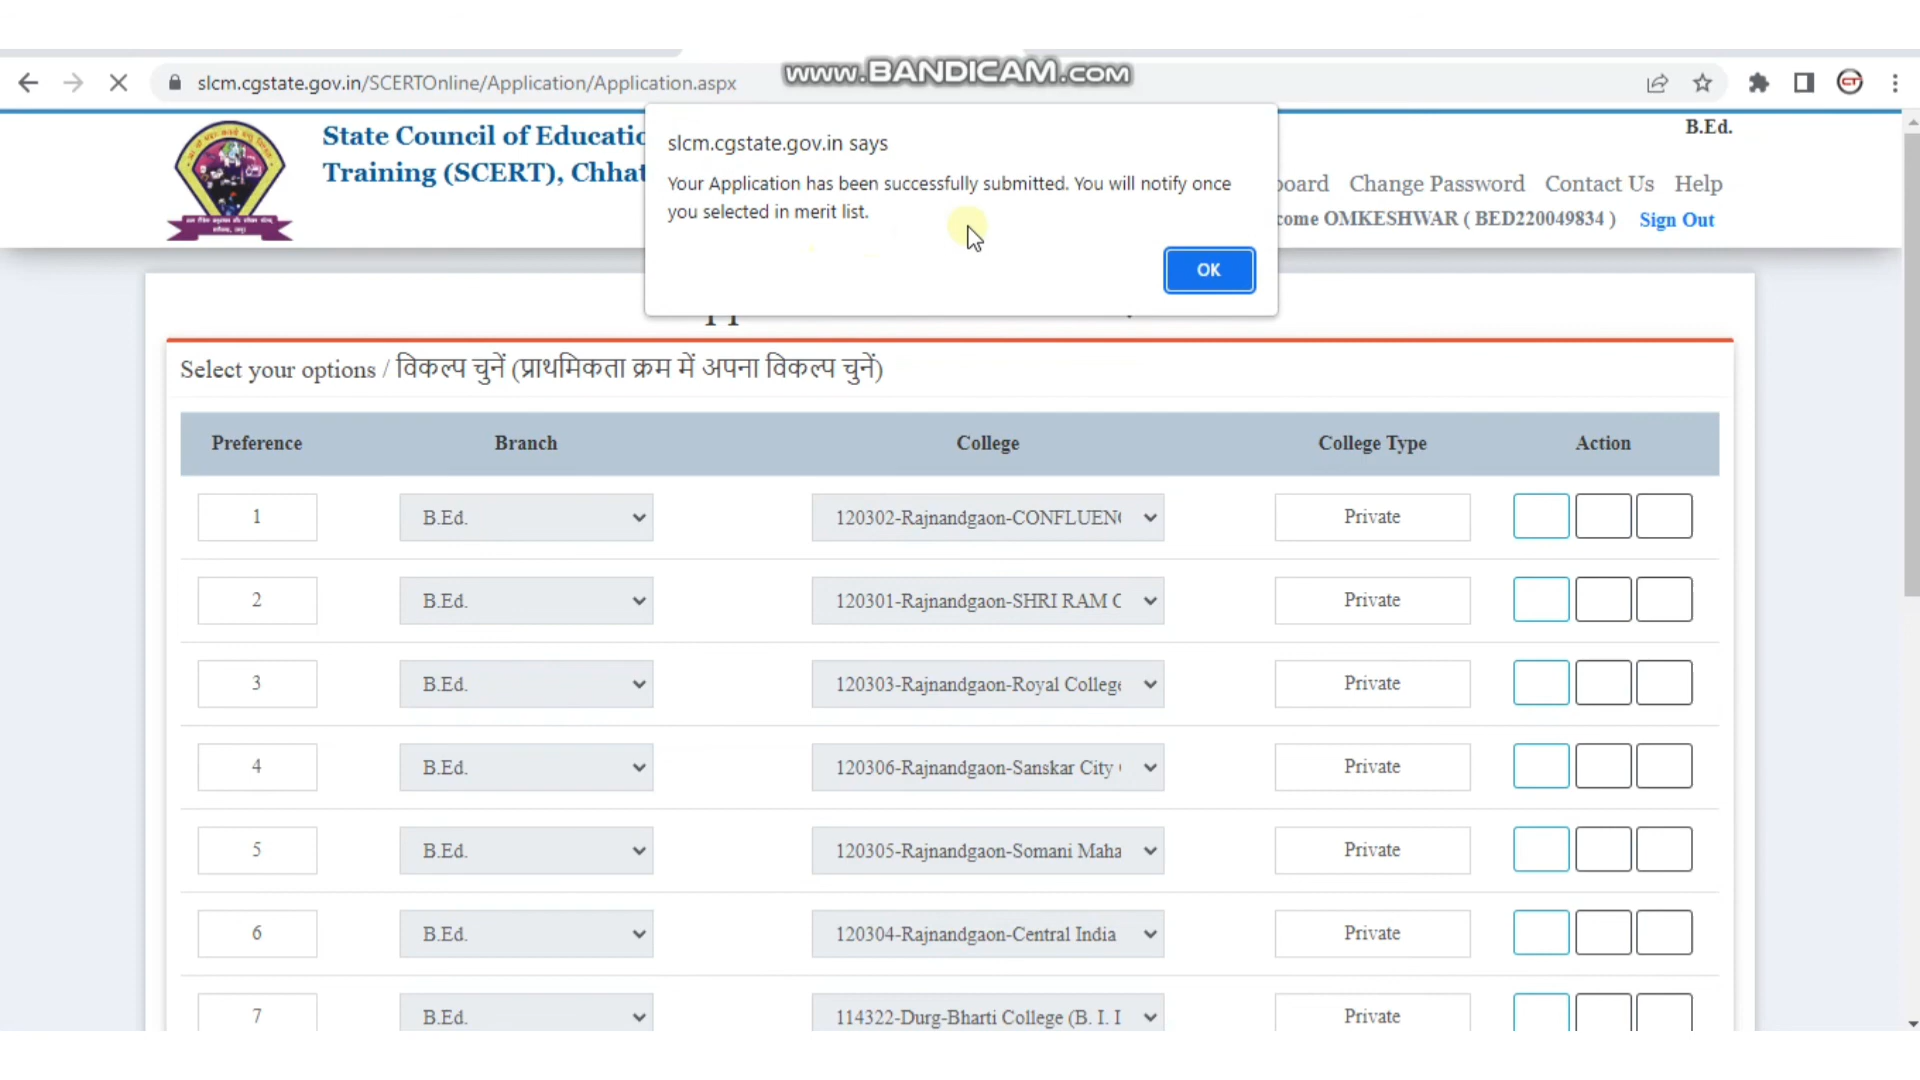 www.BANDICAM.com
slcm.cgstate.gov.in/SCERTOnline/Application/Application.aspx
State Council of
Training (SCERT),
slcm.cgstate.gov.in says
Your Application has been successfully submitted. You will notify once
you selected in merit list.
OK
B.Ed.
Change Password Contact Us Help
OMKESHWAR ( BED220049834 ) Sign Out
Select your options / विकल्प चुनें (प्राथमिकता क्रम में अपना विकल्प चुनें)
Preference Branch College College Type Action
1 B.Ed. 120302-Rajnandgaon-CONFLUEN Private
2 B.Ed. 120301-Rajnandgaon-SHRI RAM C Private
3 B.Ed. 120303-Rajnandgaon-Royal College Private
4 B.Ed. 120306-Rajnandgaon-Sanskar City Private
5 B.Ed. 120305-Rajnandgaon-Somani Maha Private
6 B.Ed. 120304-Rajnandgaon-Central India Private
7 B.Ed. 114322-Durg-Bharti College (B. I. I Private